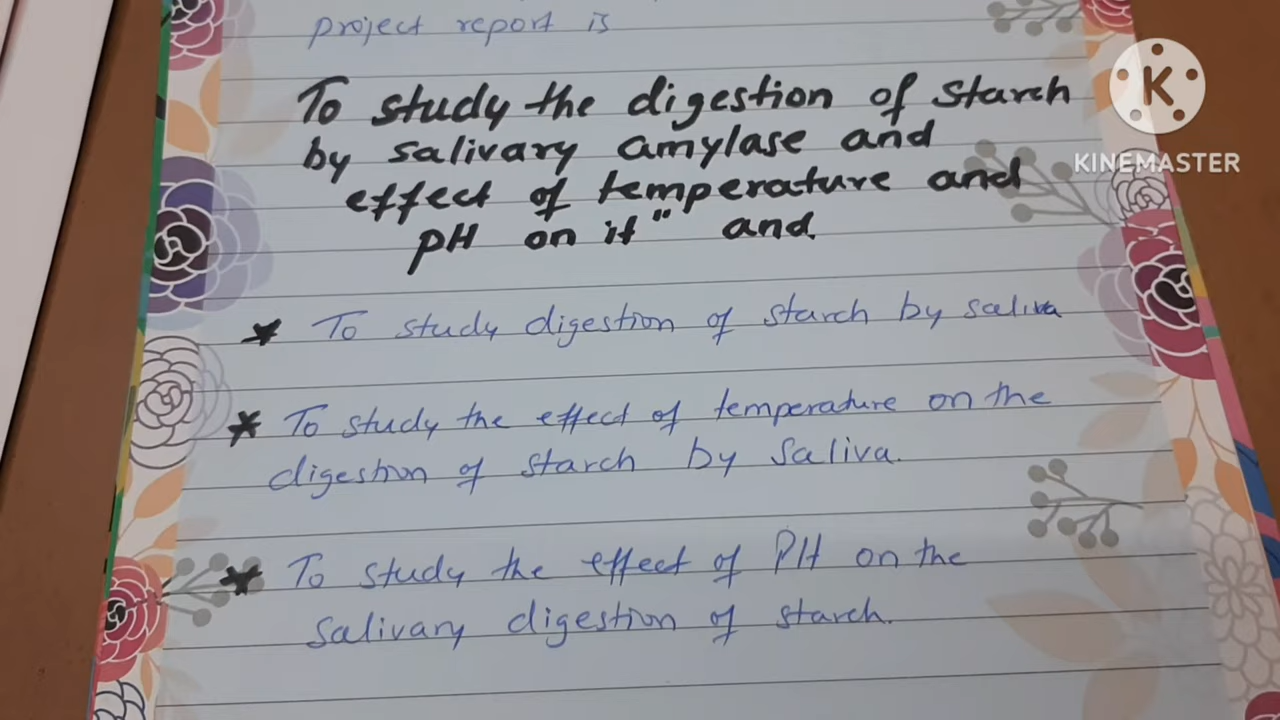 project report is
To study the digestion of starch
by salivary amylase and
effect of temperature and
pH on it" and
* To study digestion of starch by saliva
* To study the effect of temperature on the
digestion of starch by saliva.
* To study the effect of PH on the
salivary digestion of starch.
K
KINEMASTER